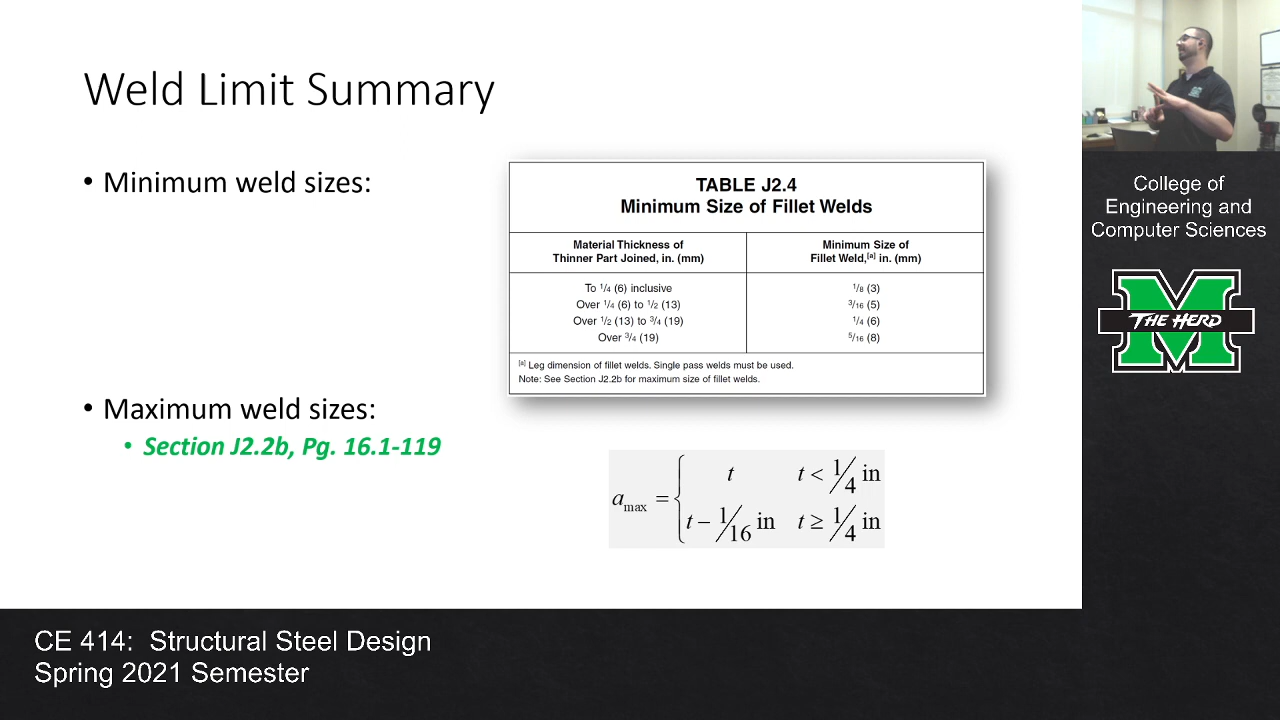 Weld Limit Summary
• Minimum weld sizes:
TABLE J2.4
Minimum Size of Fillet Welds
Material Thickness of
Thinner Part Joined, in. (mm)
Minimum Size of
Fillet Weld,[a] in. (mm)
To 1/4 (6) inclusive
1/8 (3)
Over 1/4 (6) to 1/2 (13)
3/16 (5)
Over 1/2 (13) to 3/4 (19)
1/4 (6)
Over 3/4 (19)
5/16 (8)
[a] Leg dimension of fillet welds. Single pass welds must be used.
Note: See Section J2.2b for maximum size of fillet welds.
• Maximum weld sizes:
• Section J2.2b, Pg. 16.1-119
a max = { t t < 1/4 in
t − 1/16 in t ≥ 1/4 in
College of
Engineering and
Computer Sciences
THE HERD
CE 414: Structural Steel Design
Spring 2021 Semester